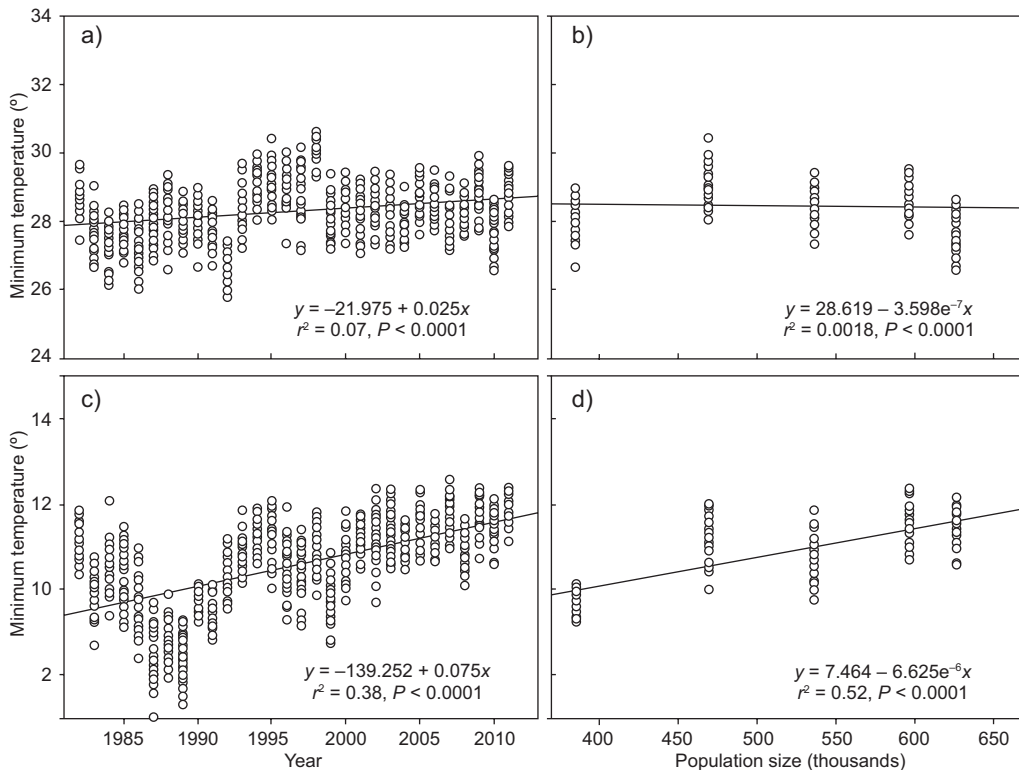 34
32
30
28
26
24
Minimum temperature (º)
a)
y = –21.975 + 0.025x
r² = 0.07, P < 0.0001
b)
y = 28.619 – 3.598e⁻⁷x
r² = 0.0018, P < 0.0001
14
12
10
2
Minimum temperature (º)
c)
y = –139.252 + 0.075x
r² = 0.38, P < 0.0001
1985 1990 1995 2000 2005 2010
Year
d)
y = 7.464 – 6.625e⁻⁶x
r² = 0.52, P < 0.0001
400 450 500 550 600 650
Population size (thousands)